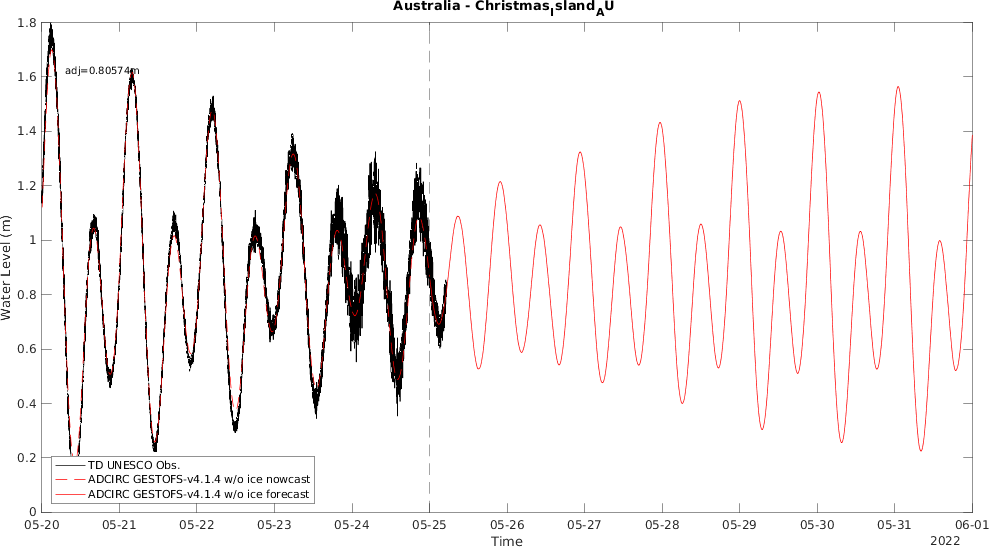 Australia - Christmas_Island_AU
adj=0.80574m
Water Level (m)
1.8
1.6
1.4
1.2
1
0.8
0.6
0.4
0.2
0
TD UNESCO Obs.
ADCIRC GESTOFS-v4.1.4 w/o ice nowcast
ADCIRC GESTOFS-v4.1.4 w/o ice forecast
05-20 05-21 05-22 05-23 05-24 05-25 05-26 05-27 05-28 05-29 05-30 05-31 06-01
Time
2022